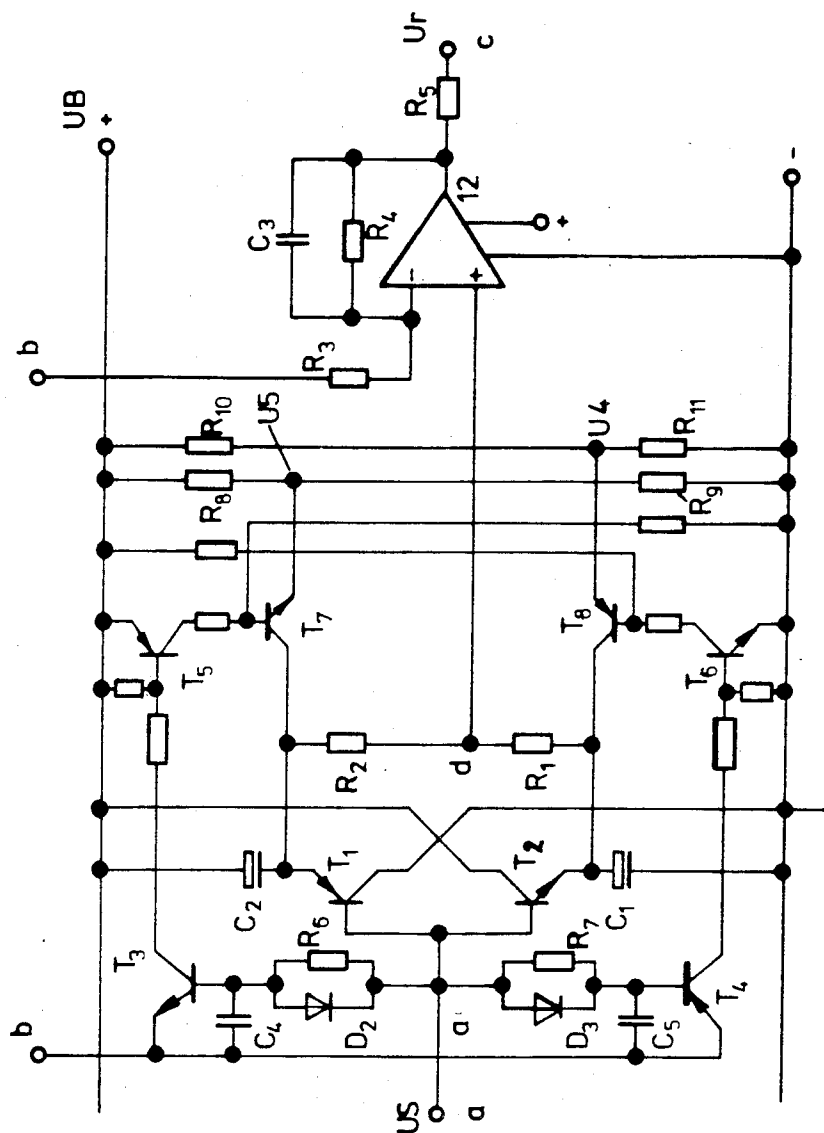 UB
+
b
b
US
a
a
Ur
c
C₃
R₄
R₅
12
-
+
+
-
R₃
R₁₀
U5
R₈
U4
R₁₁
R₉
T₇
T₈
T₅
T₆
R₂
d
R₁
C₂
T₁
T₂
C₁
R₆
R₇
T₃
T₄
C₄
D₂
D₃
C₅